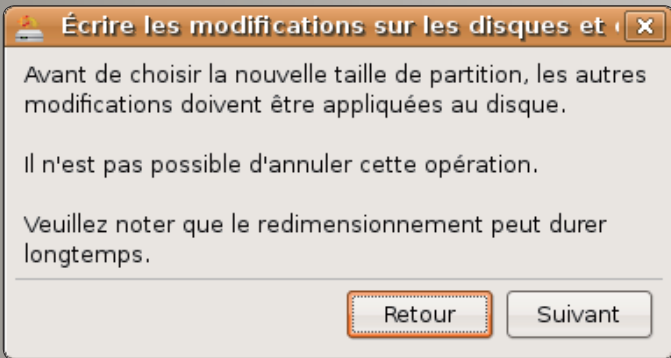 Écrire les modifications sur les disques et
Avant de choisir la nouvelle taille de partition, les autres
modifications doivent être appliquées au disque.
Il n'est pas possible d'annuler cette opération.
Veuillez noter que le redimensionnement peut durer
longtemps.
Retour
Suivant